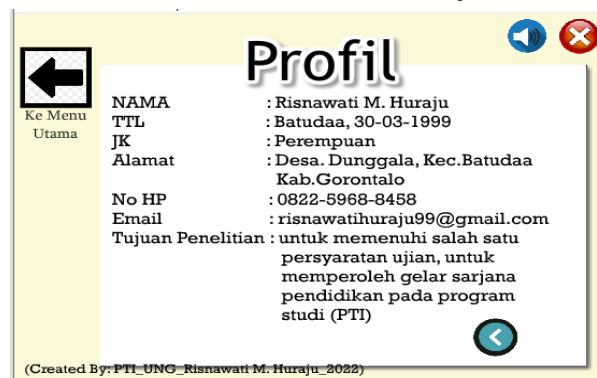 Profil
Ke Menu
Utama
NAMA : Risnawati M. Huraju
TTL : Batudaa, 30-03-1999
JK : Perempuan
Alamat : Desa. Dunggala, Kec.Batudaa
Kab.Gorontalo
No HP : 0822-5968-8458
Email : risnawatihuraju99@gmail.com
Tujuan Penelitian : untuk memenuhi salah satu
persyaratan ujian, untuk
memperoleh gelar sarjana
pendidikan pada program
studi (PTI)
(Created By: PTI_UNG_Risnawati M. Huraju_2022)